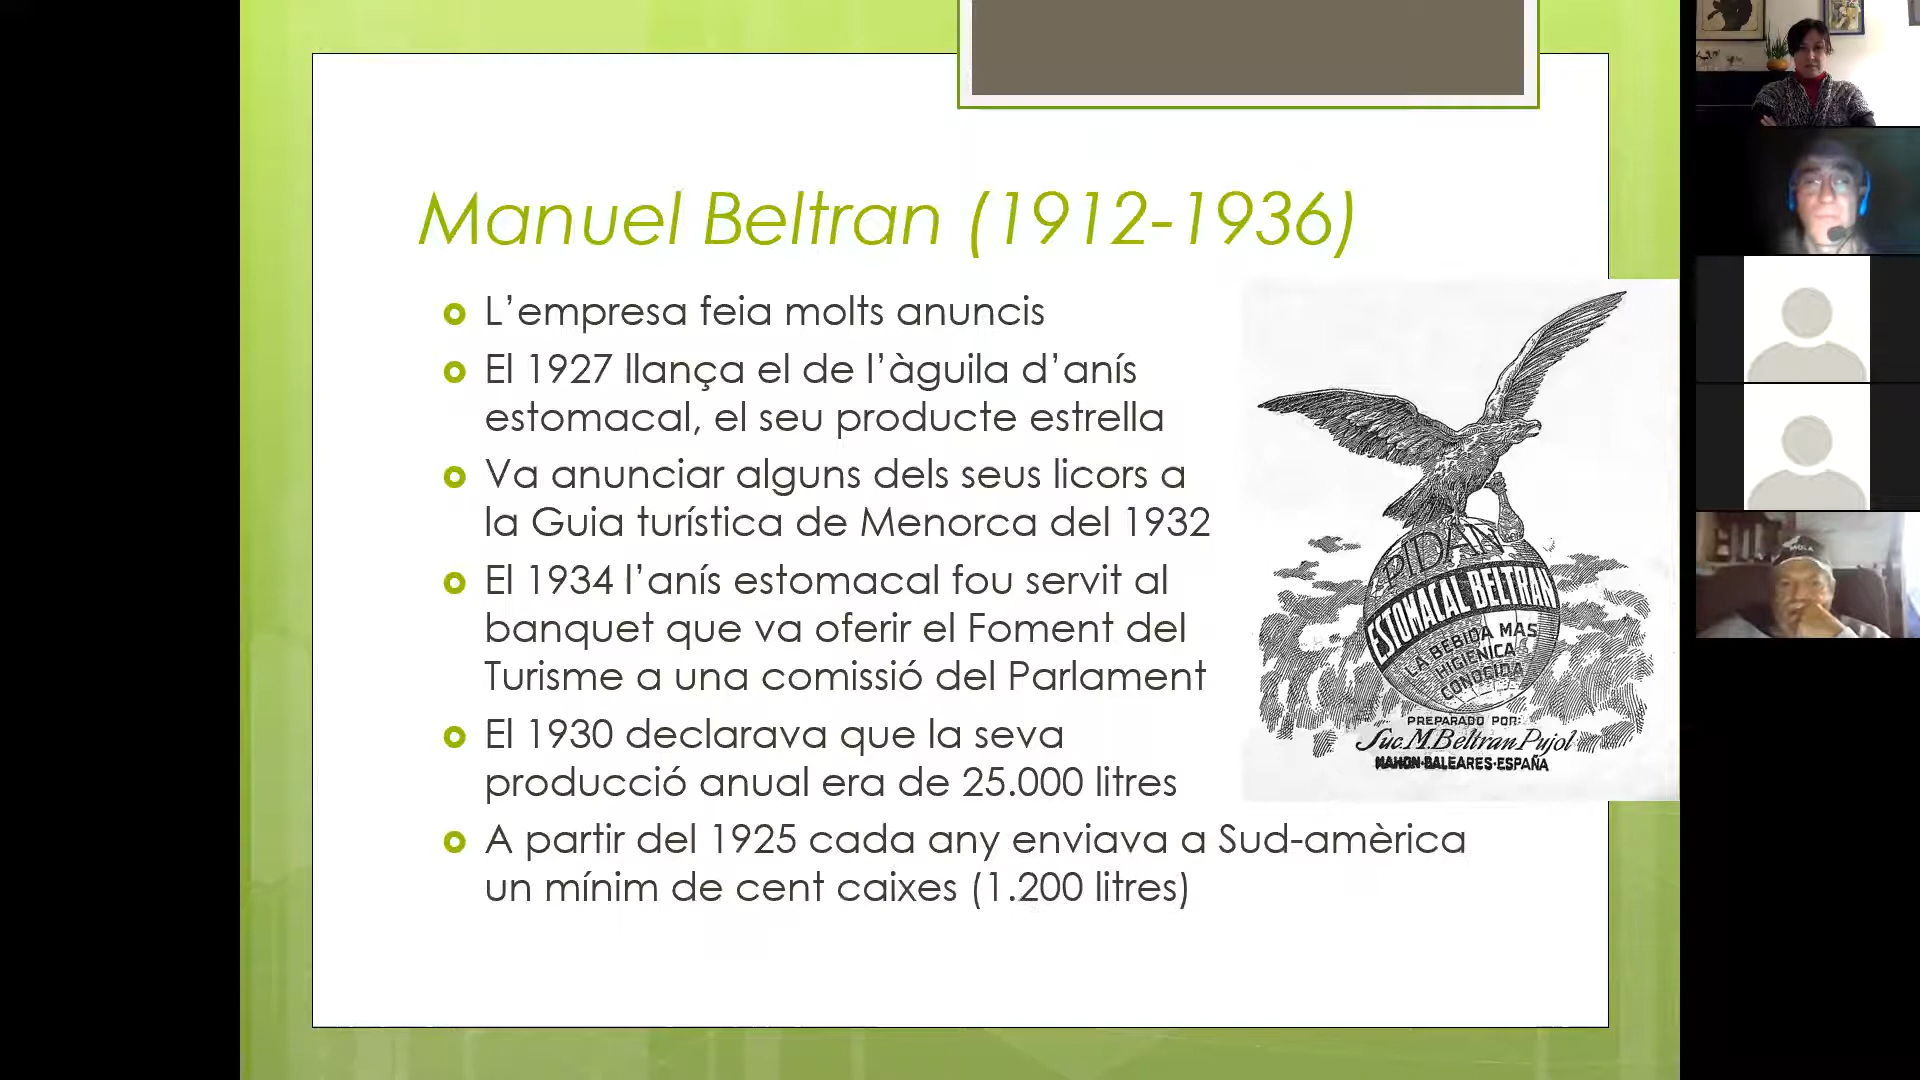 Manuel Beltran (1912-1936)
L’empresa feia molts anuncis
El 1927 llança el de l’àguila d’anís
estomacal, el seu producte estrella
Va anunciar alguns dels seus licors a
la Guia turística de Menorca del 1932
El 1934 l’anís estomacal fou servit al
banquet que va oferir el Foment del
Turisme a una comissió del Parlament
El 1930 declarava que la seva
producció anual era de 25.000 litres
A partir del 1925 cada any enviava a Sud-amèrica
un mínim de cent caixes (1.200 litres)
PIDAN
ESTOMACAL BELTRAN
LA BEBIDA MAS
HIGIENICA
CONOCIDA
PREPARADO POR:
Suc. M. Beltran Pujol
MAHON-BALEARES-ESPAÑA